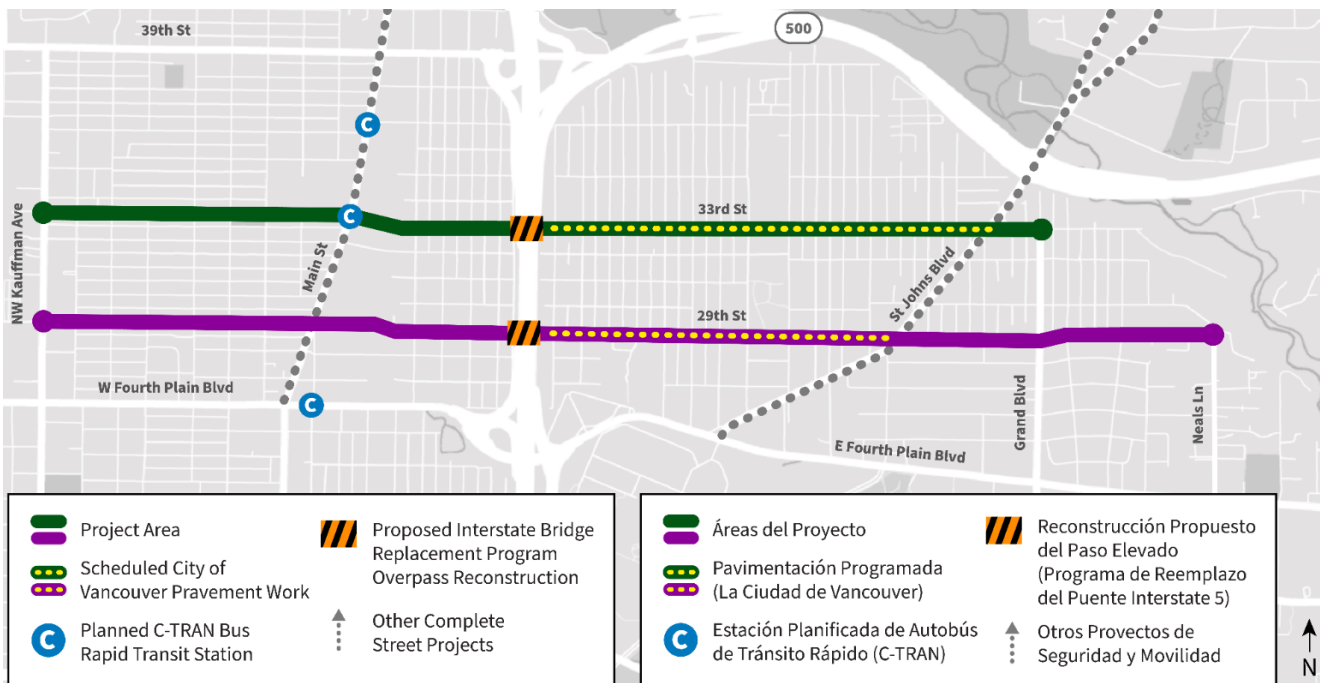 39th St
500
C
NW Kauffman Ave
C
33rd St
Main St
St Johns Blvd
29th St
W Fourth Plain Blvd
C
E Fourth Plain Blvd
Grand Blvd
Neals Ln
Project Area
Scheduled City of
Vancouver Pravement Work
C
Planned C-TRAN Bus
Rapid Transit Station
Proposed Interstate Bridge
Replacement Program
Overpass Reconstruction
Other Complete
Street Projects
Áreas del Proyecto
Pavimentación Programada
(La Ciudad de Vancouver)
C
Estación Planificada de Autobús
de Tránsito Rápido (C-TRAN)
Reconstrucción Propuesto
del Paso Elevado
(Programa de Reemplazo
del Puente Interstate 5)
Otros Provectos de
Seguridad y Movilidad
N